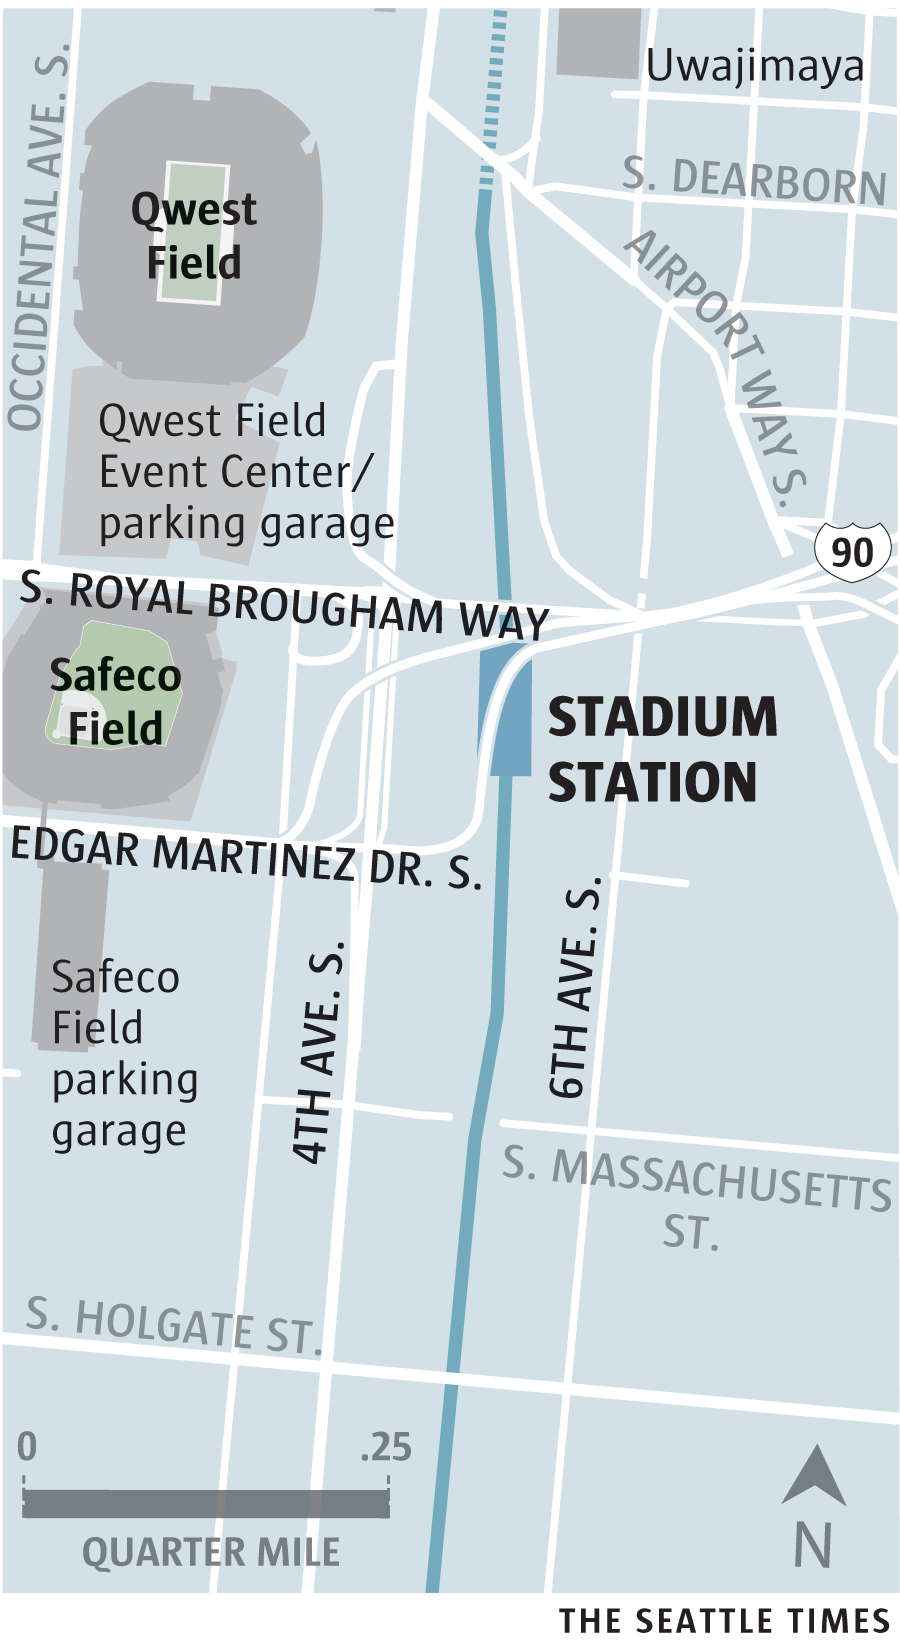 Uwajimaya
OCCIDENTAL AVE. S.
S. DEARBORN
Qwest
Field
AIRPORT WAY S.
Qwest Field
Event Center/
parking garage
90
S. ROYAL BROUGHAM WAY
Safeco
Field
STADIUM
STATION
EDGAR MARTINEZ DR. S.
Safeco
Field
parking
garage
4TH AVE. S.
6TH AVE. S.
S. MASSACHUSETTS
ST.
S. HOLGATE ST.
0 .25
QUARTER MILE
N
THE SEATTLE TIMES